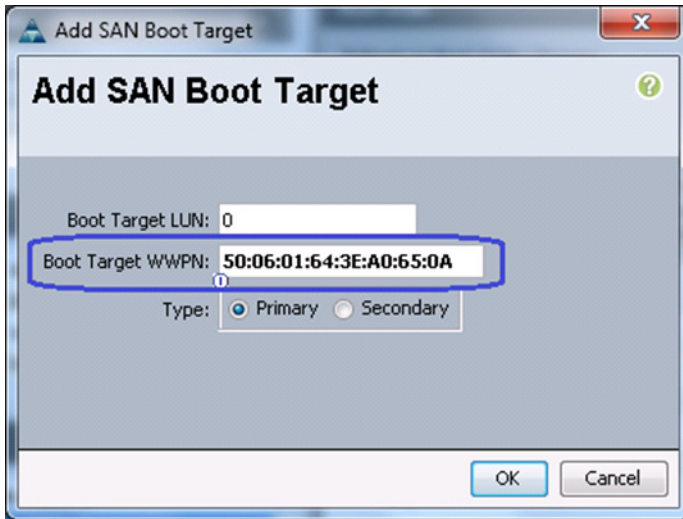 Add SAN Boot Target
Add SAN Boot Target
Boot Target LUN: 0
Boot Target WWPN: 50:06:01:64:3E:A0:65:0A
Type: Primary Secondary
OK Cancel